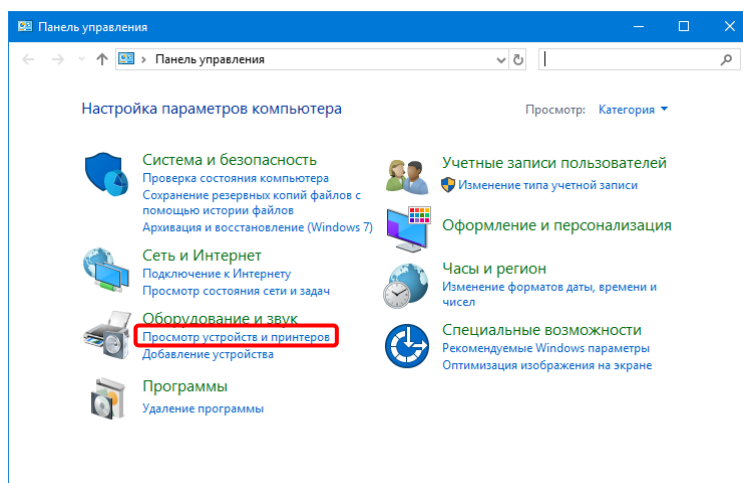 Панель управления
Панель управления
Настройка параметров компьютера
Просмотр: Категория
Система и безопасность
Проверка состояния компьютера
Сохранение резервных копий файлов с
помощью истории файлов
Архивация и восстановление (Windows 7)
Сеть и Интернет
Подключение к Интернету
Просмотр состояния сети и задач
Оборудование и звук
Просмотр устройств и принтеров
Добавление устройства
Программы
Удаление программы
Учетные записи пользователей
Изменение типа учетной записи
Оформление и персонализация
Часы и регион
Изменение форматов даты, времени и
чисел
Специальные возможности
Рекомендуемые Windows параметры
Оптимизация изображения на экране